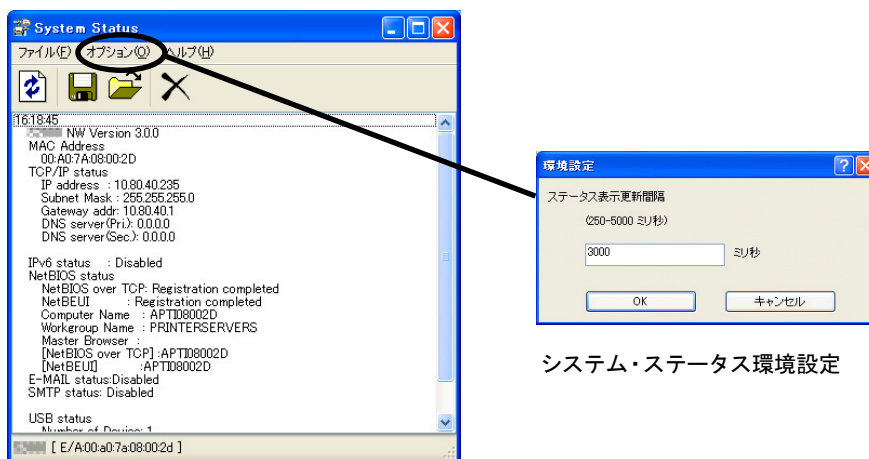 System Status
ファイル(F) オプション(O) ヘルプ(H)
16:18:45
NW Version 3.0.0
MAC Address
00:A0:7A:08:00:2D
TCP/IP status
IP address : 10.80.40.235
Subnet Mask : 255.255.255.0
Gateway addr: 10.80.40.1
DNS server(Pri.): 0.0.0.0
DNS server(Sec.): 0.0.0.0
IPv6 status : Disabled
NetBIOS status
NetBIOS over TCP: Registration completed
NetBEUI : Registration completed
Computer Name : APTI08002D
Workgroup Name : PRINTERSERVERS
Master Browser :
[NetBIOS over TCP] :APTI08002D
[NetBEUI] :APTI08002D
E-MAIL status:Disabled
SMTP status: Disabled
USB status
Number of Device: 1
[ E/A:00:a0:7a:08:00:2d ]
環境設定
ステータス表示更新間隔
(250-5000 ミリ秒)
3000 ミリ秒
OK キャンセル
システム・ステータス環境設定